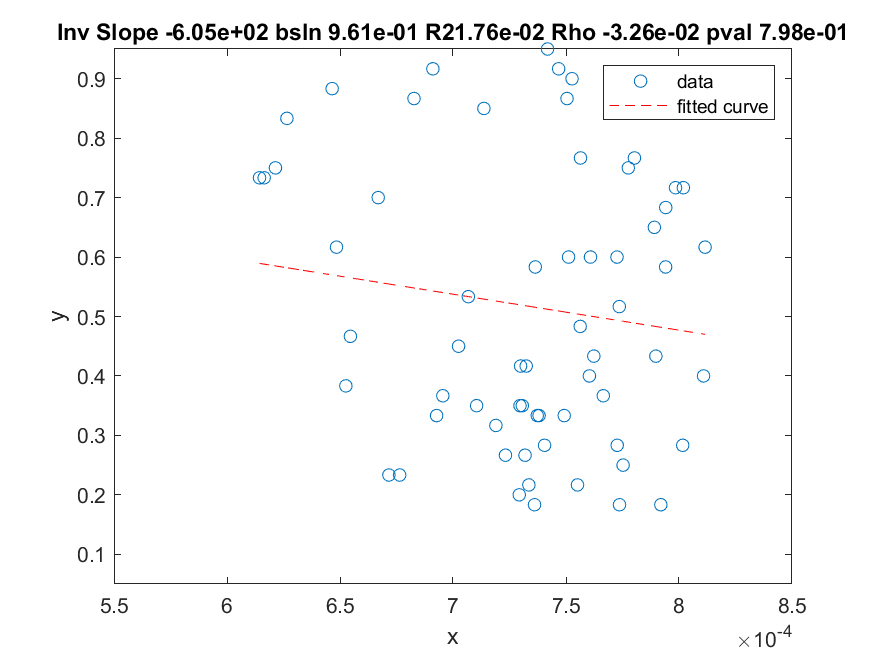 Inv Slope -6.05e+02 bsln 9.61e-01 R21.76e-02 Rho -3.26e-02 pval 7.98e-01
data
fitted curve
0.9
0.8
0.7
0.6
0.5
0.4
0.3
0.2
0.1
y
5.5 6 6.5 7 7.5 8 8.5
x
×10-4